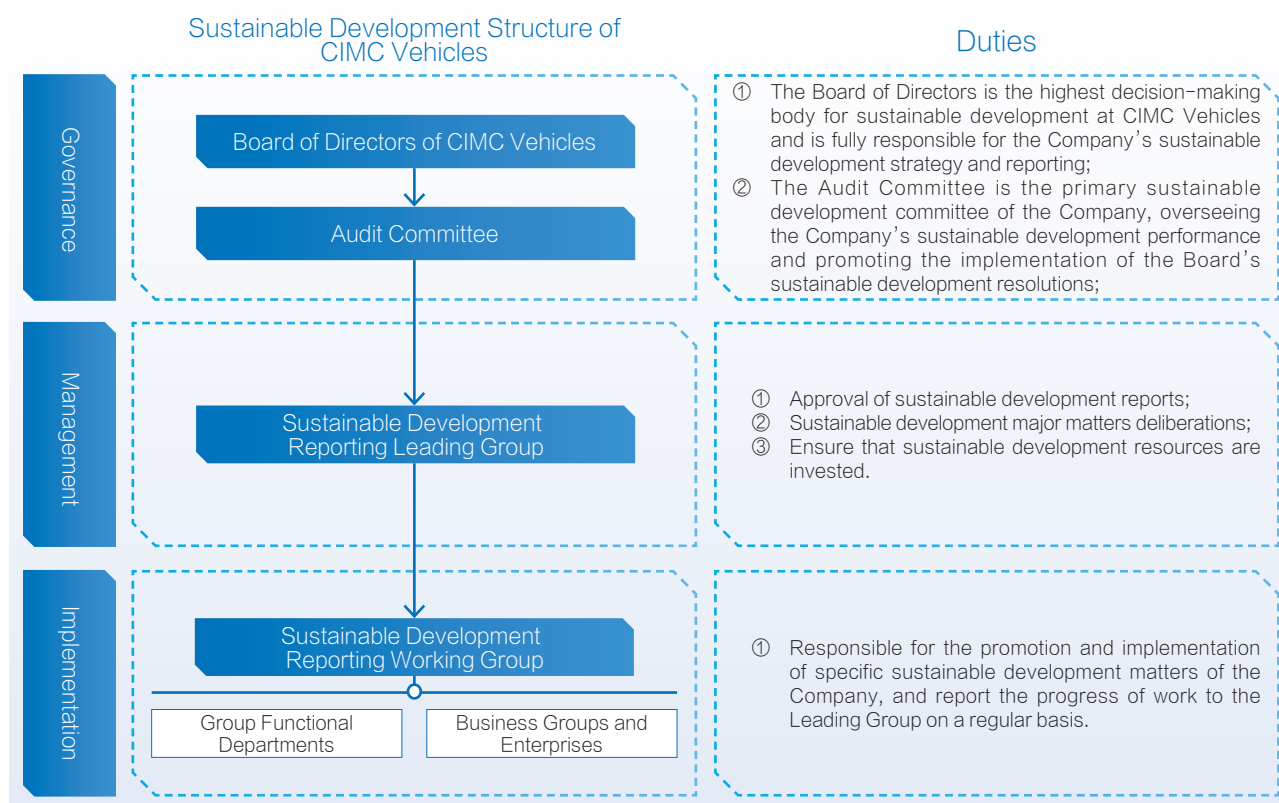 Sustainable Development Structure of
CIMC Vehicles
Duties
Governance
Board of Directors of CIMC Vehicles
Audit Committee
① The Board of Directors is the highest decision-making
body for sustainable development at CIMC Vehicles
and is fully responsible for the Company's sustainable
development strategy and reporting;
② The Audit Committee is the primary sustainable
development committee of the Company, overseeing
the Company's sustainable development performance
and promoting the implementation of the Board's
sustainable development resolutions;
Management
Sustainable Development
Reporting Leading Group
① Approval of sustainable development reports;
② Sustainable development major matters deliberations;
③ Ensure that sustainable development resources are
invested.
Implementation
Sustainable Development
Reporting Working Group
Group Functional
Departments
Business Groups and
Enterprises
① Responsible for the promotion and implementation
of specific sustainable development matters of the
Company, and report the progress of work to the
Leading Group on a regular basis.